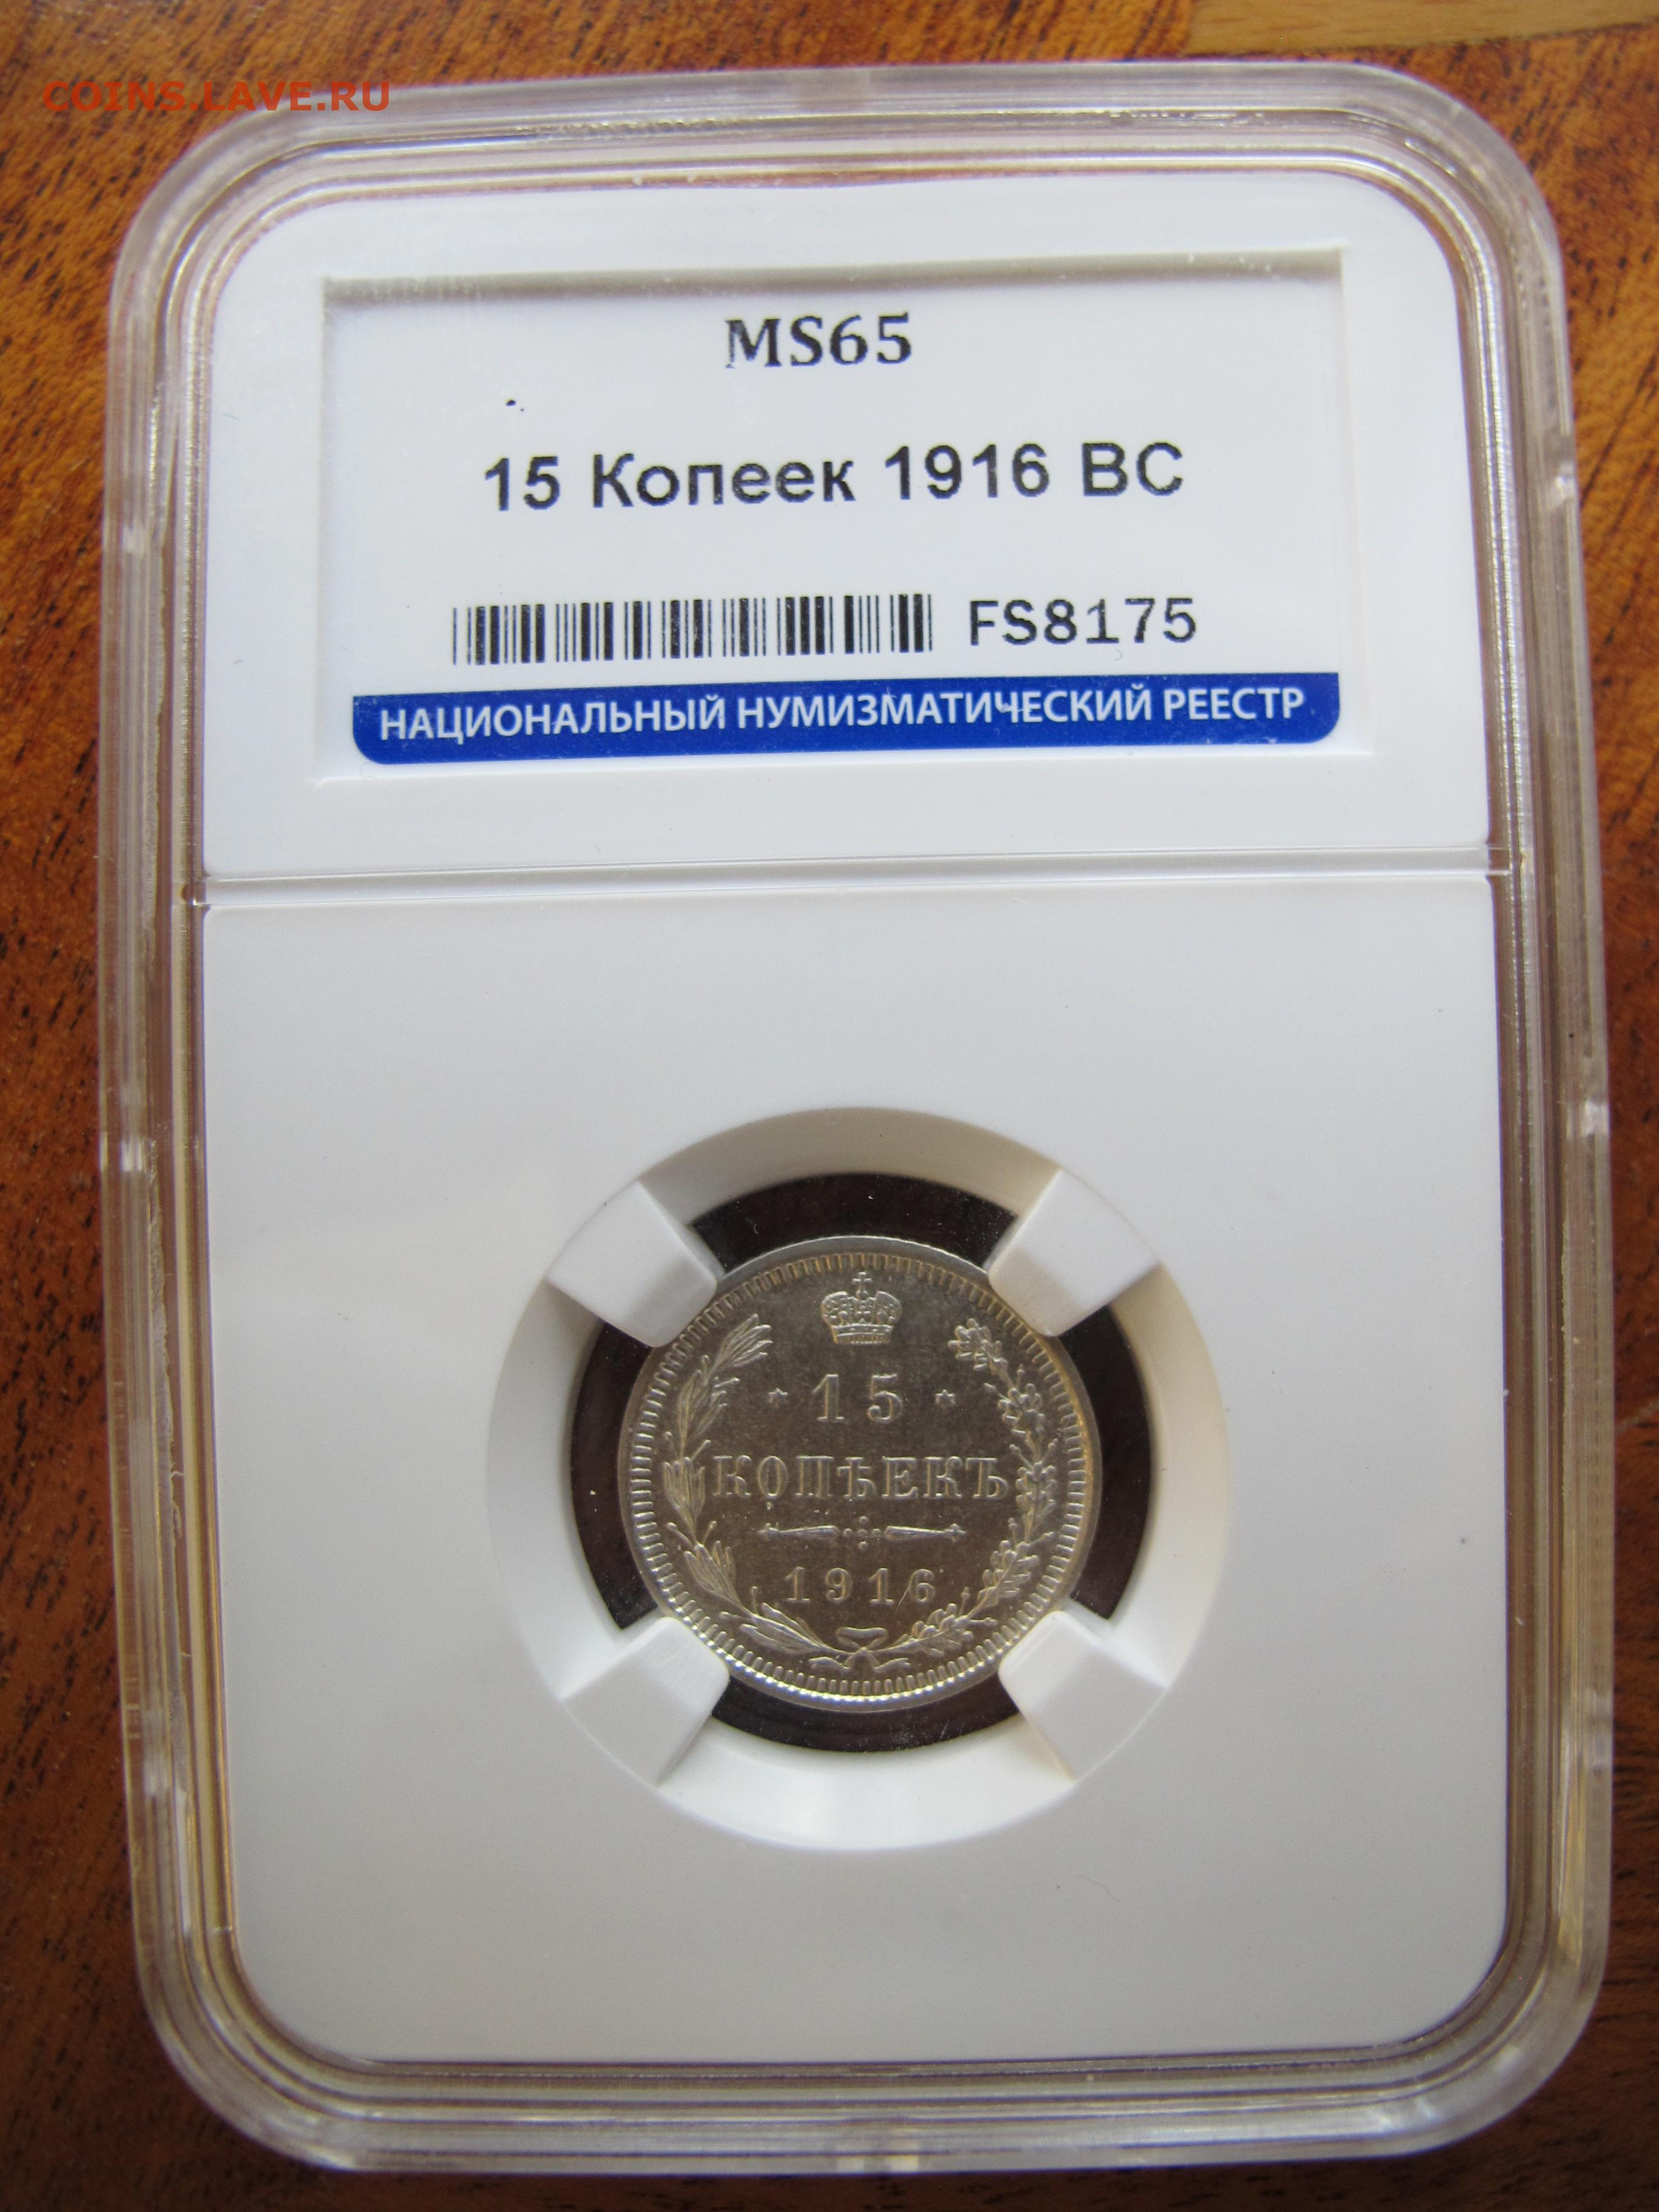 COINS.LAVE.RU
MS65
15 Копеек 1916 ВС
FS8175
НАЦИОНАЛЬНЫЙ НУМИЗМАТИЧЕСКИЙ РЕЕСТР
15
КОПѢЕКЪ
1916